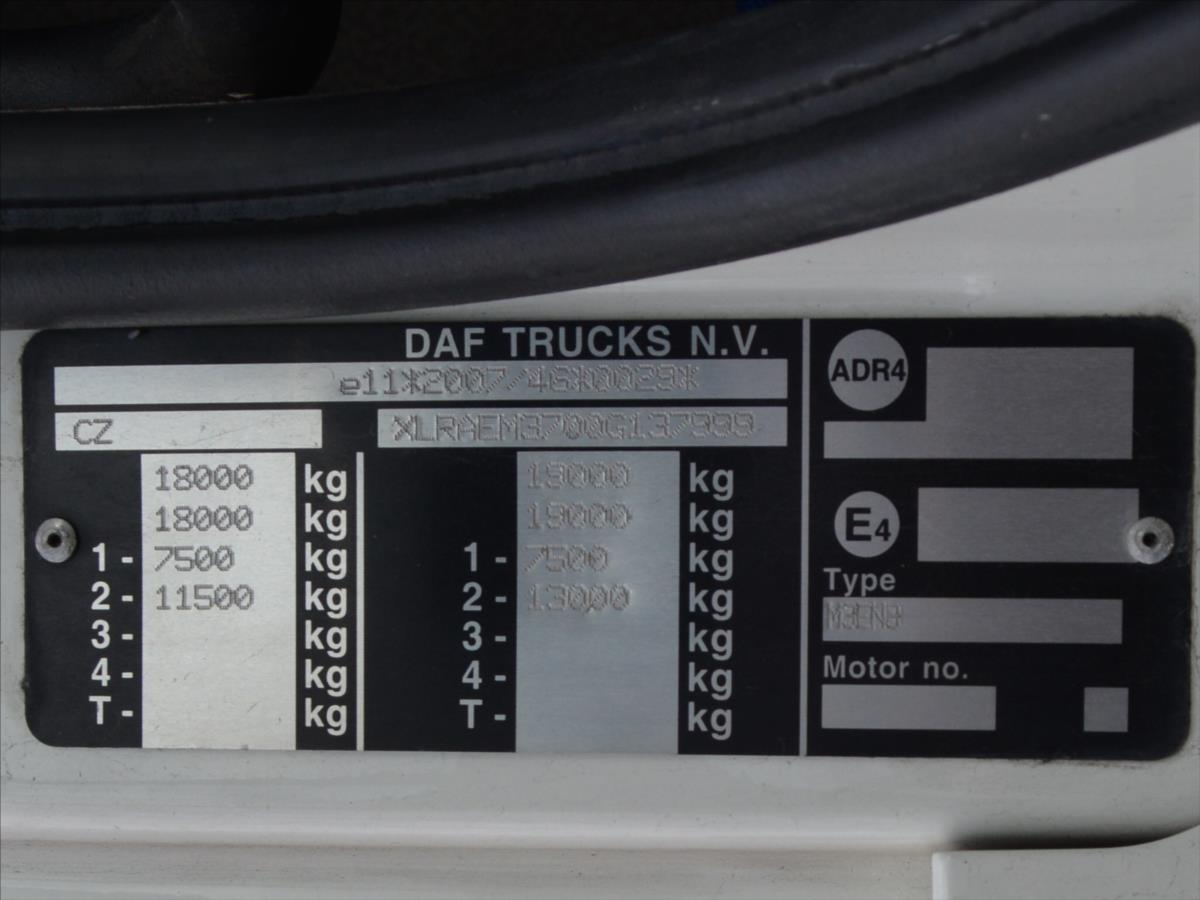 DAF TRUCKS N.V.
e11*2007/46*0029*
CZ XLRAEM3700G137999
18000 kg 19000 kg
18000 kg 19000 kg
1- 7500 kg 1- 7500 kg
2- 11500 kg 2- 13000 kg
3- kg 3- kg
4- kg 4- kg
T- kg T- kg
ADR4
E4
Type
M3EN3
Motor no.